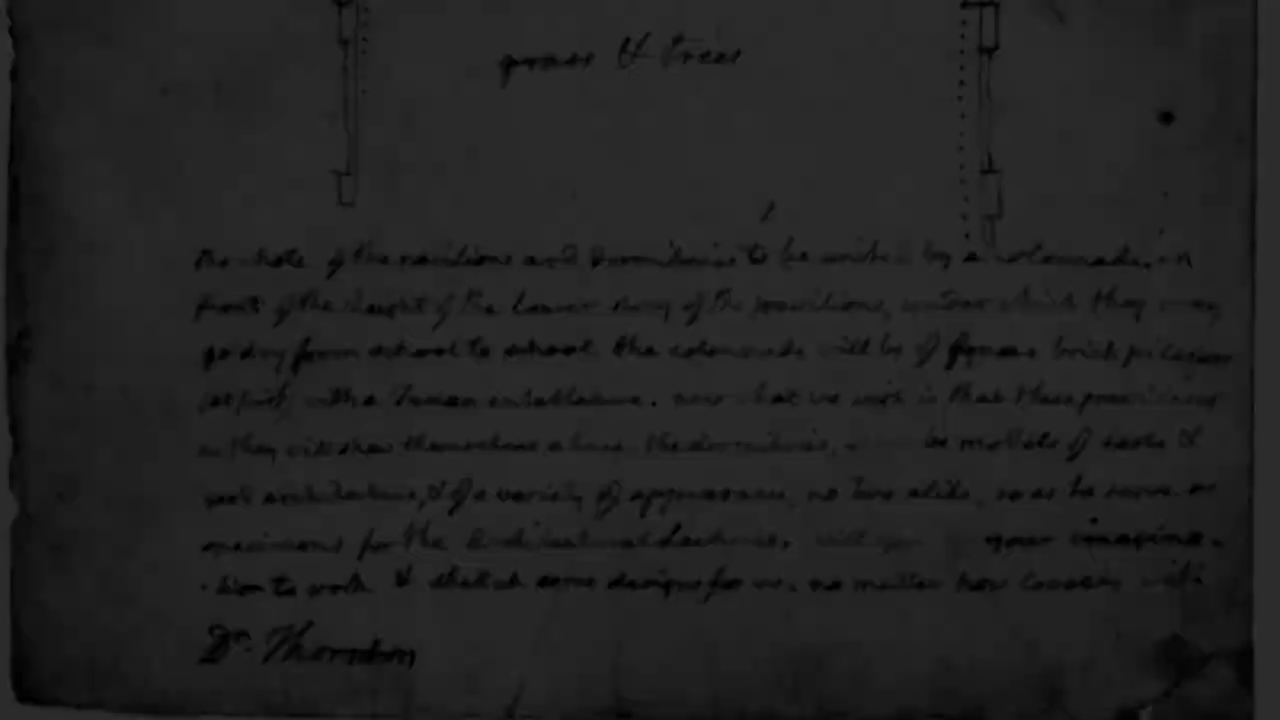 grass & trees
the whole of the pavilions and dormitories to be united by a colonnade in
front of the height of the lower story of the pavilions, under which they may
go dry from school to school. the colonnade will be of square brick pilasters
with a Tuscan entablature. now what we wish is that these pavilions
as they will shew themselves above the dormitories, be models of taste &
good architecture, & of a variety of appearance, no two alike, so as to serve as
specimens for the Architectural Lectures. will you your imagina-
-tion to work & sketch some designs for us, no matter how loosely with
Dr. Thornton